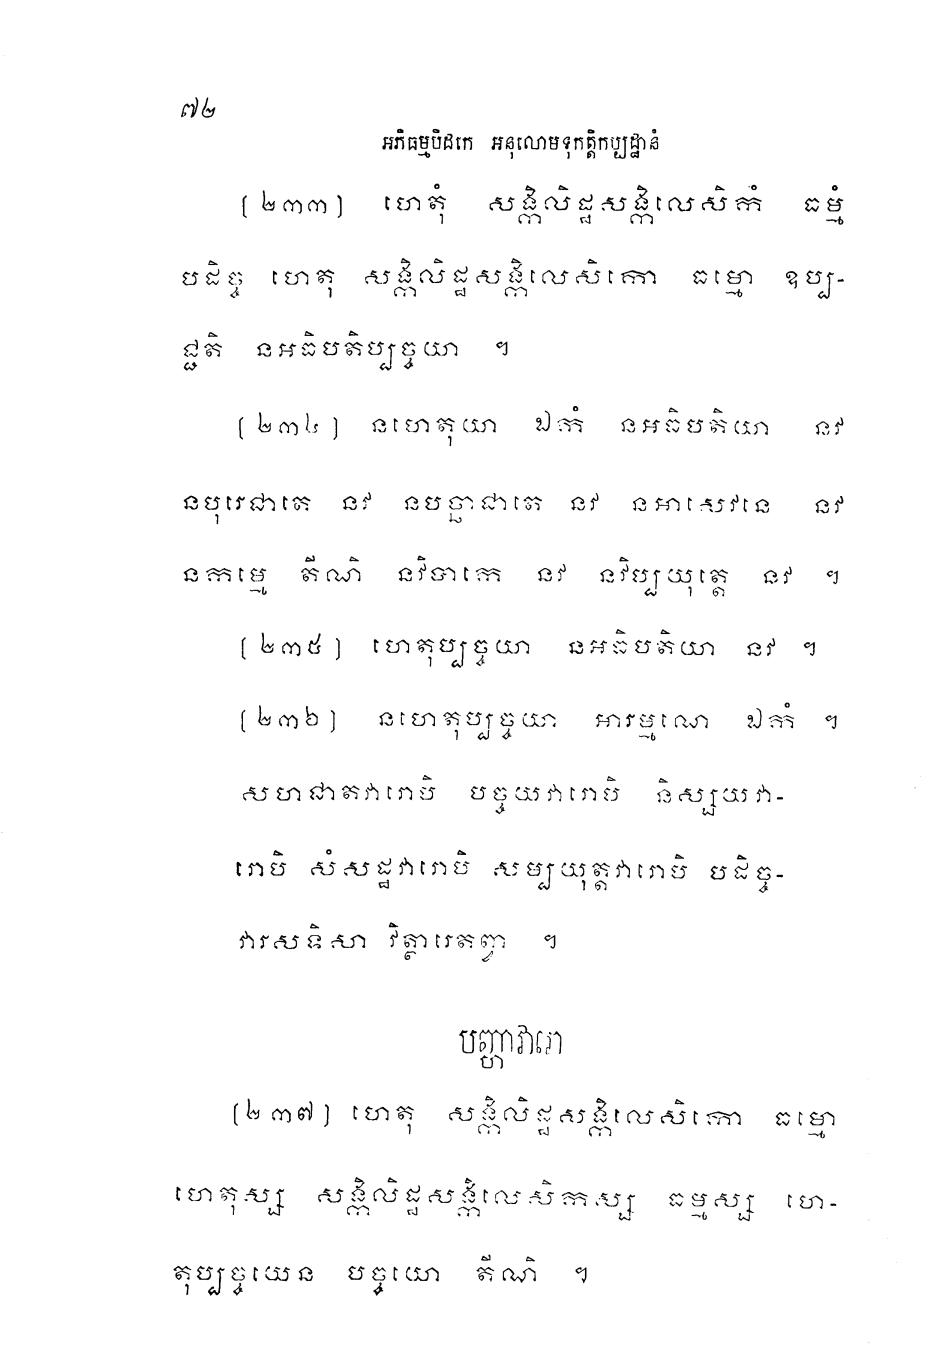 ៧២
អភិធម្មបិដកេ អនុលោមទុកត្តិកប្បដ្ឋានំ
[២៣៣] ហេតុំ សង្កិលិដ្ឋសង្កិលេសិកំ ធម្មំ
បដិច្ច ហេតុ សង្កិលិដ្ឋសង្កិលេសិកោ ធម្មោ ឧប្ប-
ជ្ជតិ នអធិបតិប្បច្ចយា ។
[២៣៤] នហេតុយា ឯកំ នអធិបតិយា នវ
នបុរេជាតេ នវ នបច្ឆាជាតេ នវ នអាសេវនេ នវ
នកម្មេ តីណិ នវិបាកេ នវ នវិប្បយុត្តេ នវ ។
[២៣៥] ហេតុប្បច្ចយា នអធិបតិយា នវ ។
[២៣៦] នហេតុប្បច្ចយា អារម្មណេ ឯកំ ។
សហជាតវារោបិ បច្ចយវារោបិ និស្សយវា-
រោបិ សំសដ្ឋវារោបិ សម្បយុត្តវារោបិ បដិច្ច-
វារសទិសា វិត្ថារេតព្វា ។
បញ្ហាវារោ
[២៣៧] ហេតុ សង្កិលិដ្ឋសង្កិលេសិកោ ធម្មោ
ហេតុស្ស សង្កិលិដ្ឋសង្កិលេសិកស្ស ធម្មស្ស ហេ-
តុប្បច្ចយេន បច្ចយោ តីណិ ។